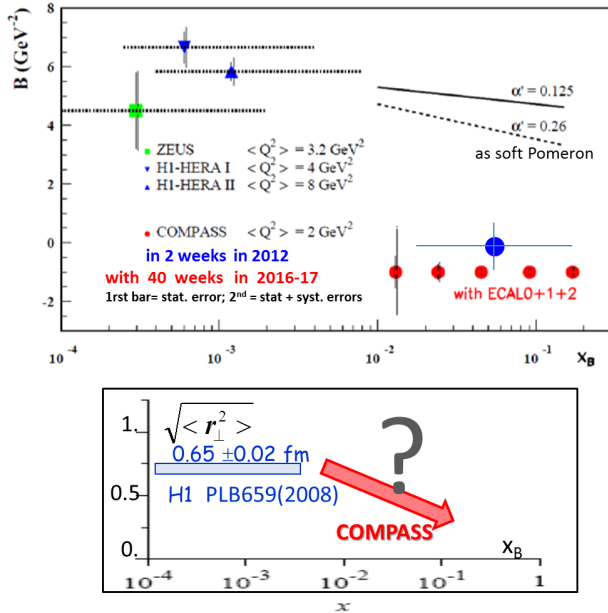 B (GeV⁻²)
8
6
4
2
0
-2
α' = 0.125
α' = 0.26
as soft Pomeron
ZEUS < Q² > = 3.2 GeV²
H1-HERA I < Q² > = 4 GeV²
H1-HERA II < Q² > = 8 GeV²
COMPASS < Q² > = 2 GeV²
in 2 weeks in 2012
with 40 weeks in 2016-17
1rst bar= stat. error; 2nd = stat + syst. errors
with ECAL0+1+2
10⁻⁴ 10⁻³ 10⁻² 10⁻¹ x_B
1.
0.5
0.
√< r⊥² >
0.65 ±0.02 fm
H1 PLB659(2008)
?
COMPASS
x_B
10⁻⁴ 10⁻³ 10⁻² 10⁻¹ 1
x